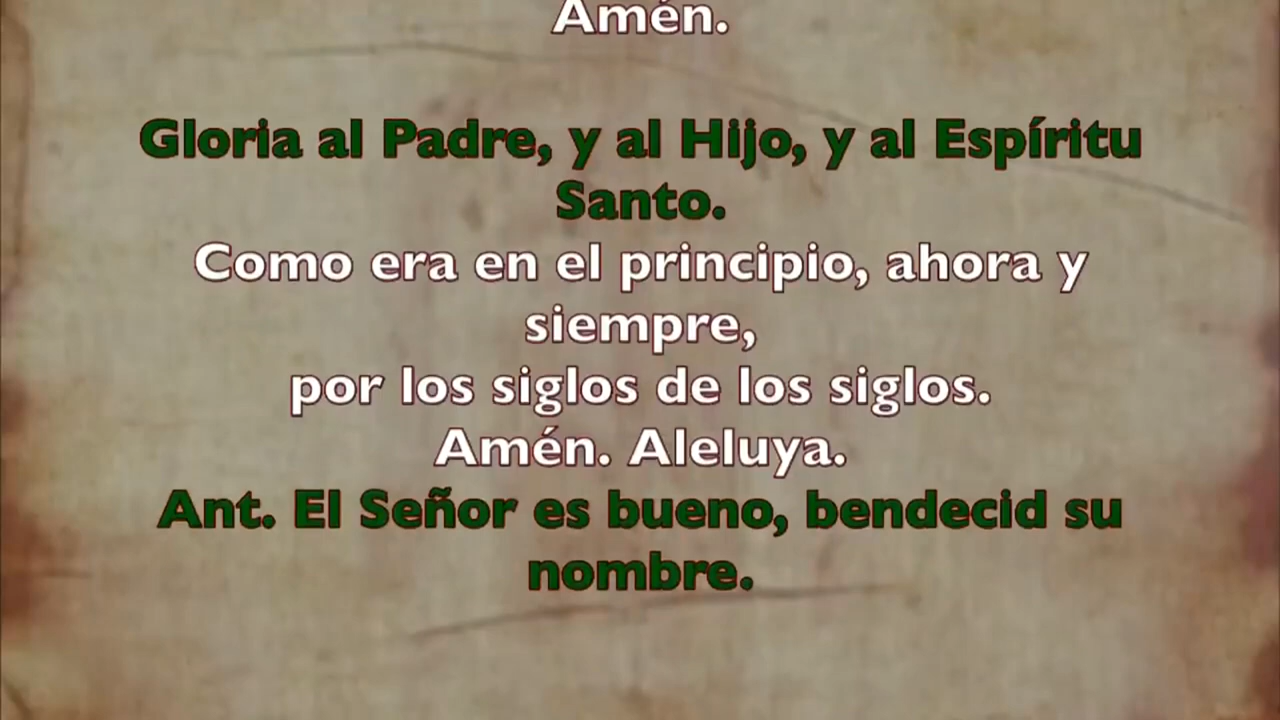 Amén.
Gloria al Padre, y al Hijo, y al Espíritu
Santo.
Como era en el principio, ahora y
siempre,
por los siglos de los siglos.
Amén. Aleluya.
Ant. El Señor es bueno, bendecid su
nombre.